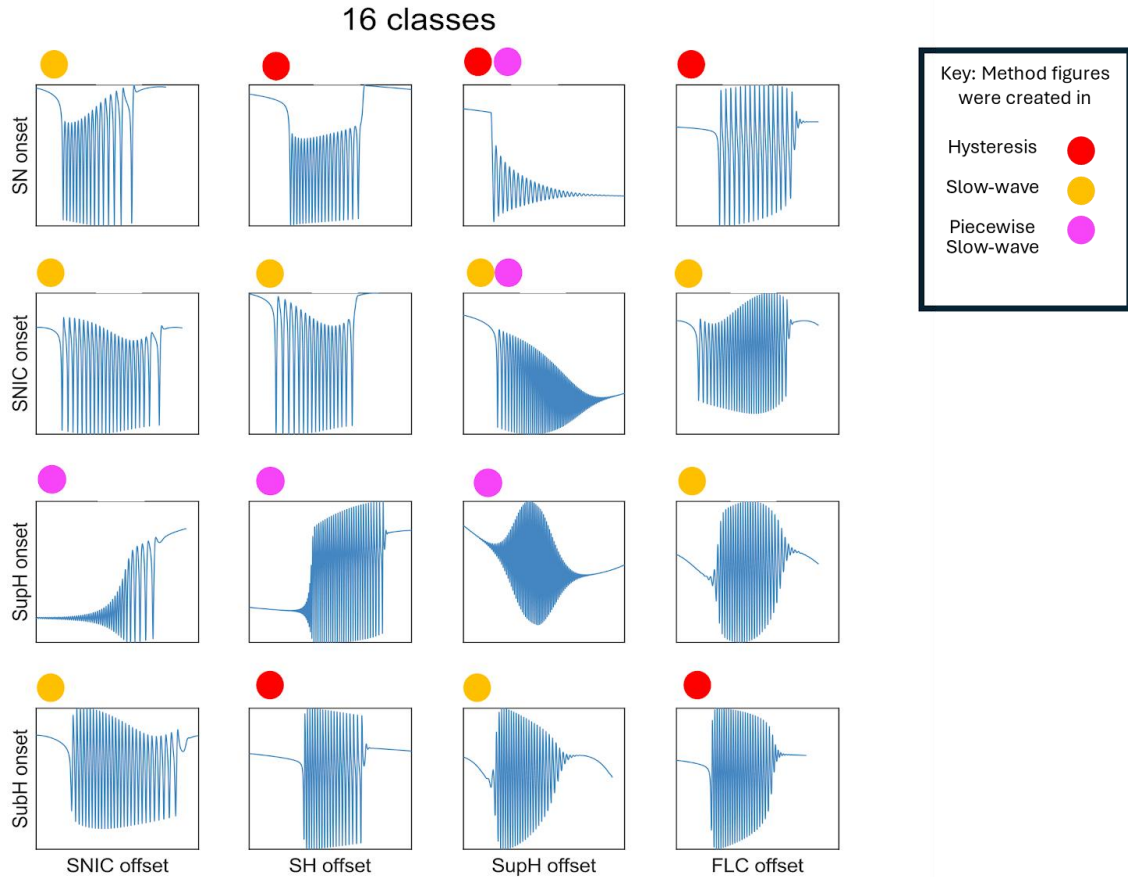 16 classes
Key: Method figures
were created in
Hysteresis
Slow-wave
Piecewise
Slow-wave
SN onset
SNIC onset
SupH onset
SubH onset
SNIC offset
SH offset
SupH offset
FLC offset